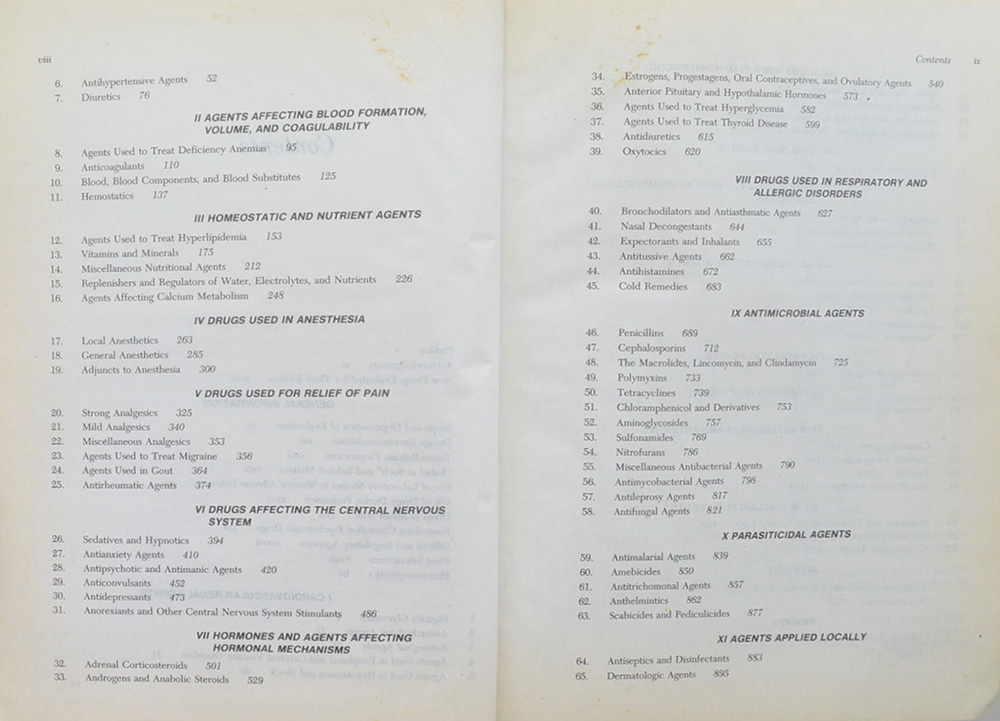 viii
6. Antihypertensive Agents 52
7. Diuretics 76
II AGENTS AFFECTING BLOOD FORMATION,
VOLUME, AND COAGULABILITY
8. Agents Used to Treat Deficiency Anemias 95
9. Anticoagulants 110
10. Blood, Blood Components, and Blood Substitutes 125
11. Hemostatics 137
III HOMEOSTATIC AND NUTRIENT AGENTS
12. Agents Used to Treat Hyperlipidemia 153
13. Vitamins and Minerals 175
14. Miscellaneous Nutritional Agents 212
15. Replenishers and Regulators of Water, Electrolytes, and Nutrients 226
16. Agents Affecting Calcium Metabolism 248
IV DRUGS USED IN ANESTHESIA
17. Local Anesthetics 263
18. General Anesthetics 285
19. Adjuncts to Anesthesia 300
V DRUGS USED FOR RELIEF OF PAIN
20. Strong Analgesics 325
21. Mild Analgesics 340
22. Miscellaneous Analgesics 353
23. Agents Used to Treat Migraine 356
24. Agents Used in Gout 364
25. Antirheumatic Agents 374
VI DRUGS AFFECTING THE CENTRAL NERVOUS
SYSTEM
26. Sedatives and Hypnotics 394
27. Antianxiety Agents 410
28. Antipsychotic and Antimanic Agents 420
29. Anticonvulsants 452
30. Antidepressants 473
31. Anorexiants and Other Central Nervous System Stimulants 486
VII HORMONES AND AGENTS AFFECTING
HORMONAL MECHANISMS
32. Adrenal Corticosteroids 501
33. Androgens and Anabolic Steroids 529
Contents ix
34. Estrogens, Progestagens, Oral Contraceptives, and Ovulatory Agents 540
35. Anterior Pituitary and Hypothalamic Hormones 573
36. Agents Used to Treat Hyperglycemia 582
37. Agents Used to Treat Thyroid Disease 599
38. Antidiuretics 615
39. Oxytocics 620
VIII DRUGS USED IN RESPIRATORY AND
ALLERGIC DISORDERS
40. Bronchodilators and Antiasthmatic Agents 627
41. Nasal Decongestants 644
42. Expectorants and Inhalants 655
43. Antitussive Agents 662
44. Antihistamines 672
45. Cold Remedies 683
IX ANTIMICROBIAL AGENTS
46. Penicillins 689
47. Cephalosporins 712
48. The Macrolides, Lincomycin, and Clindamycin 725
49. Polymyxins 733
50. Tetracyclines 739
51. Chloramphenicol and Derivatives 753
52. Aminoglycosides 757
53. Sulfonamides 769
54. Nitrofurans 786
55. Miscellaneous Antibacterial Agents 790
56. Antimycobacterial Agents 798
57. Antileprosy Agents 817
58. Antifungal Agents 821
X PARASITICIDAL AGENTS
59. Antimalarial Agents 839
60. Amebicides 850
61. Antitrichomonal Agents 857
62. Anthelmintics 862
63. Scabicides and Pediculicides 877
XI AGENTS APPLIED LOCALLY
64. Antiseptics and Disinfectants 883
65. Dermatologic Agents 895